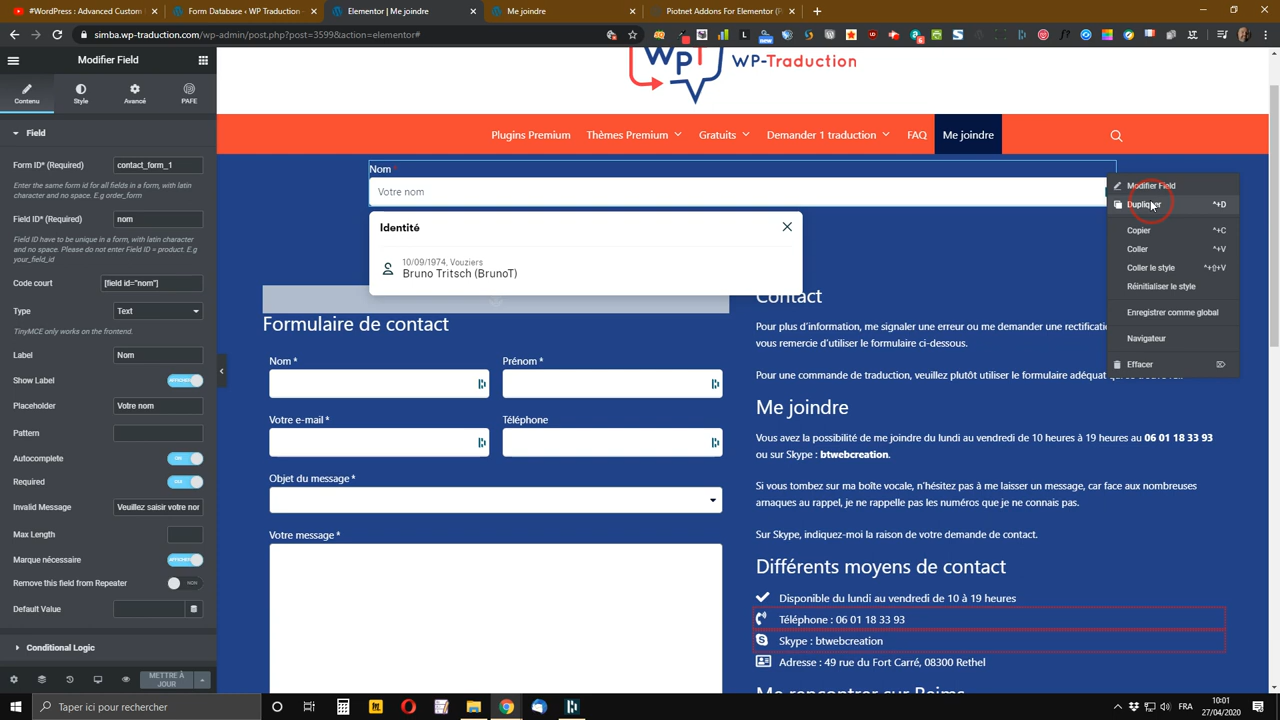 #WordPress : Advanced Custom
Form Database
Elementor | Me joindre
Elementor | Me joindre
Me joindre
simba.wp-traduction.com/wp-admin/post.php?post=3599&action=elementor#
Modifier Field
Contenu
Style
Avancé
PAFE
Field
Form ID* (Required)
contact_form_1
Enter the same form id for all fields in a form, with latin
character and no space. E.g order_form
Field ID* (Required)
nom
Field ID have to be unique in a form, with latin character
and no space. Please do not enter Field ID = product. E.g
your_field_id
Code court
[field id="nom"]
Type
Text
TinyMCE only works on the frontend.
Label
Nom
Show Label
Placeholder
Votre nom
Pattern
Autocomplete
Required
Invalid Message
Max Length
Marque nécessaire
Remove this field from Repeater
Default Value
Conditional Logic
METTRE À
JOUR
WPT
WP-Traduction
Plugins Premium
Thèmes Premium
Gratuits
Demander 1 traduction
FAQ
Me joindre
Nom *
Votre nom
Identité
10/09/1974, Vouziers
Bruno Tritsch (BrunoT)
Modifier Field
Dupliquer ^+D
Copier ^+C
Coller ^+V
Coller le style ^+⇧+V
Réinitialiser le style
Enregistrer comme global
Navigateur
Effacer
Formulaire de contact
Nom *
Prénom *
Votre e-mail *
Téléphone
Objet du message *
Votre message *
Contact
Pour plus d'information, me signaler une erreur ou me demander une rectificati
vous remercie d'utiliser le formulaire ci-dessous.
Pour une commande de traduction, veuillez plutôt utiliser le formulaire adéquat
Me joindre
Vous avez la possibilité de me joindre du lundi au vendredi de 10 heures à 19 heures au 06 01 18 33 93
ou sur Skype : btwebcreation.
Si vous tombez sur ma boîte vocale, n'hésitez pas à me laisser un message, car face aux nombreuses
arnaques au rappel, je ne rappelle pas les numéros que je ne connais pas.
Sur Skype, indiquez-moi la raison de votre demande de contact.
Différents moyens de contact
Disponible du lundi au vendredi de 10 à 19 heures
Téléphone : 06 01 18 33 93
Skype : btwebcreation
Adresse : 49 rue du Fort Carré, 08300 Rethel
Me rencontrer sur Reims
Taper ici pour rechercher
FRA
10:01
27/04/2020